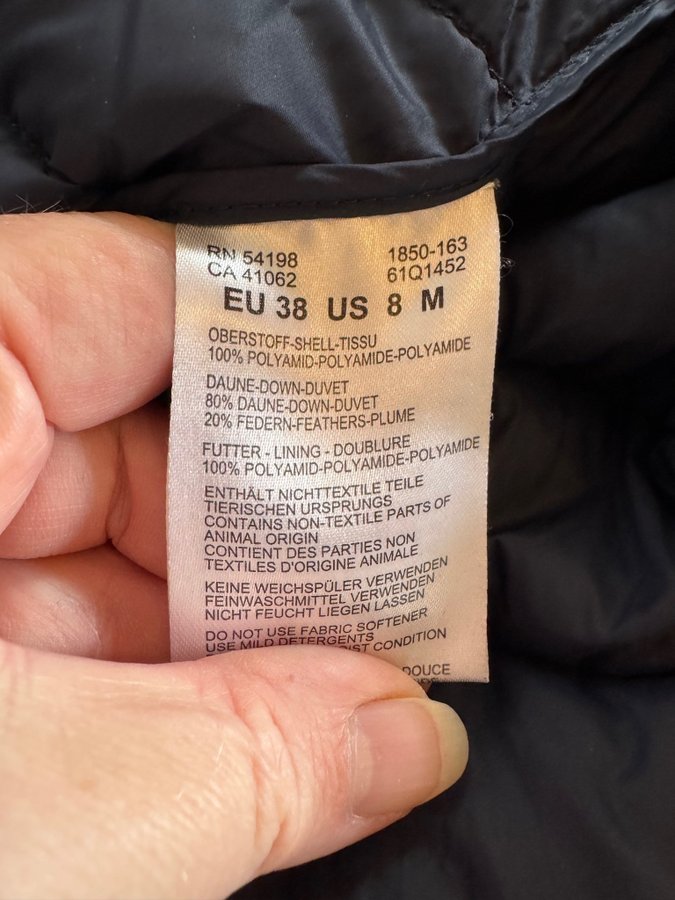 RN 54198 1850-163
CA 41062 61Q1452
EU 38 US 8 M
OBERSTOFF-SHELL-TISSU
100% POLYAMID-POLYAMIDE-POLYAMIDE
DAUNE-DOWN-DUVET
80% DAUNE-DOWN-DUVET
20% FEDERN-FEATHERS-PLUME
FUTTER - LINING - DOUBLURE
100% POLYAMID-POLYAMIDE-POLYAMIDE
ENTHÄLT NICHTTEXTILE TEILE
TIERISCHEN URSPRUNGS
CONTAINS NON-TEXTILE PARTS OF
ANIMAL ORIGIN
CONTIENT DES PARTIES NON
TEXTILES D'ORIGINE ANIMALE
KEINE WEICHSPÜLER VERWENDEN
FEINWASCHMITTEL VERWENDEN
NICHT FEUCHT LIEGEN LASSEN
DO NOT USE FABRIC SOFTENER
USE MILD DETERGENTS
CONDITION
DOUCE